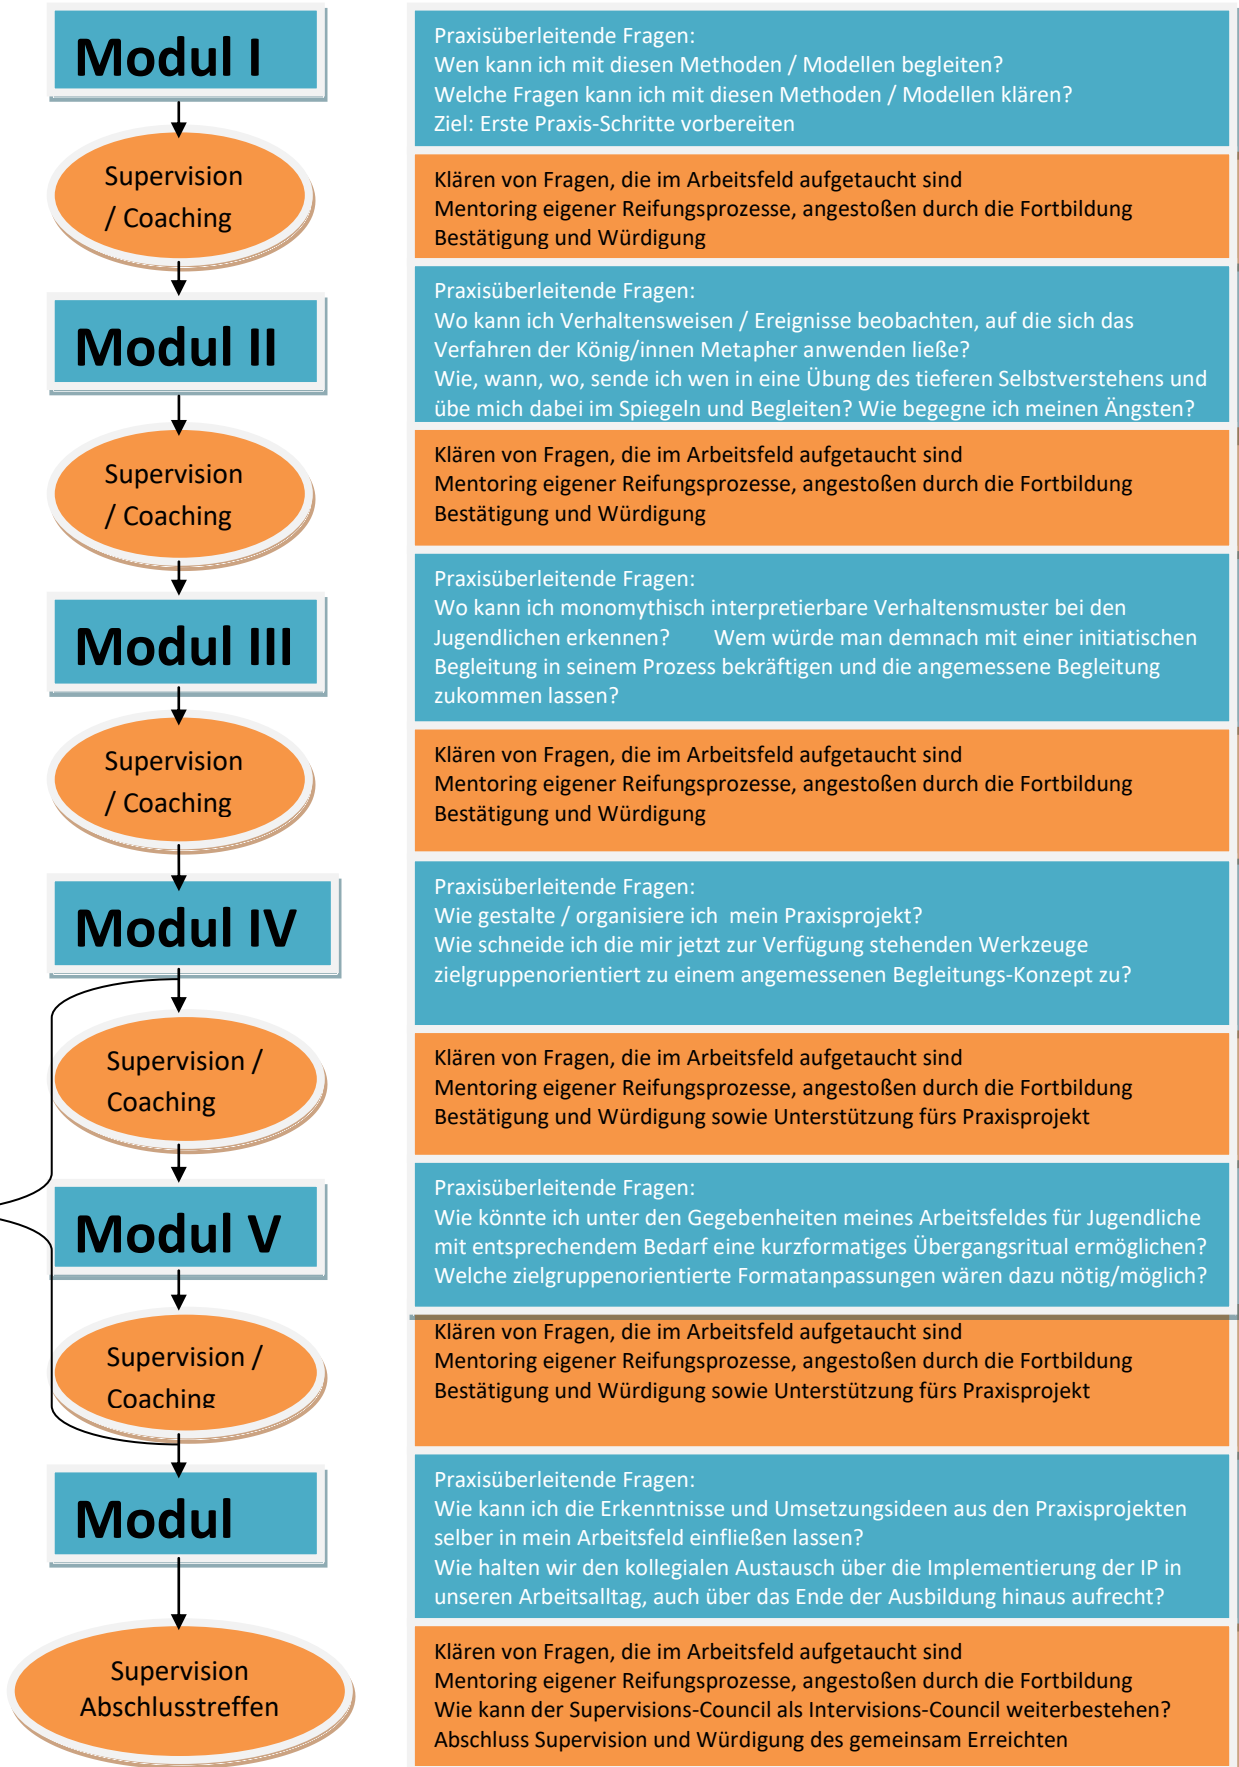 Modul I
Praxisüberleitende Fragen:
Wen kann ich mit diesen Methoden / Modellen begleiten?
Welche Fragen kann ich mit diesen Methoden / Modellen klären?
Ziel: Erste Praxis-Schritte vorbereiten
Supervision
/ Coaching
Klären von Fragen, die im Arbeitsfeld aufgetaucht sind
Mentoring eigener Reifungsprozesse, angestoßen durch die Fortbildung
Bestätigung und Würdigung
Modul II
Praxisüberleitende Fragen:
Wo kann ich Verhaltensweisen / Ereignisse beobachten, auf die sich das
Verfahren der König/innen Metapher anwenden ließe?
Wie, wann, wo, sende ich wen in eine Übung des tieferen Selbstverstehens und
übe mich dabei im Spiegeln und Begleiten? Wie begegne ich meinen Ängsten?
Supervision
/ Coaching
Klären von Fragen, die im Arbeitsfeld aufgetaucht sind
Mentoring eigener Reifungsprozesse, angestoßen durch die Fortbildung
Bestätigung und Würdigung
Modul III
Praxisüberleitende Fragen:
Wo kann ich monomythisch interpretierbare Verhaltensmuster bei den
Jugendlichen erkennen? Wem würde man demnach mit einer initiatischen
Begleitung in seinem Prozess bekräftigen und die angemessene Begleitung
zukommen lassen?
Supervision
/ Coaching
Klären von Fragen, die im Arbeitsfeld aufgetaucht sind
Mentoring eigener Reifungsprozesse, angestoßen durch die Fortbildung
Bestätigung und Würdigung
Modul IV
Praxisüberleitende Fragen:
Wie gestalte / organisiere ich mein Praxisprojekt?
Wie schneide ich die mir jetzt zur Verfügung stehenden Werkzeuge
zielgruppenorientiert zu einem angemessenen Begleitungs-Konzept zu?
Supervision /
Coaching
Klären von Fragen, die im Arbeitsfeld aufgetaucht sind
Mentoring eigener Reifungsprozesse, angestoßen durch die Fortbildung
Bestätigung und Würdigung sowie Unterstützung fürs Praxisprojekt
Modul V
Praxisüberleitende Fragen:
Wie könnte ich unter den Gegebenheiten meines Arbeitsfeldes für Jugendliche
mit entsprechendem Bedarf eine kurzformatiges Übergangsritual ermöglichen?
Welche zielgruppenorientierte Formatanpassungen wären dazu nötig/möglich?
Supervision /
Coaching
Klären von Fragen, die im Arbeitsfeld aufgetaucht sind
Mentoring eigener Reifungsprozesse, angestoßen durch die Fortbildung
Bestätigung und Würdigung sowie Unterstützung fürs Praxisprojekt
Modul
Praxisüberleitende Fragen:
Wie kann ich die Erkenntnisse und Umsetzungsideen aus den Praxisprojekten
selber in mein Arbeitsfeld einfließen lassen?
Wie halten wir den kollegialen Austausch über die Implementierung der IP in
unseren Arbeitsalltag, auch über das Ende der Ausbildung hinaus aufrecht?
Supervision
Abschlusstreffen
Klären von Fragen, die im Arbeitsfeld aufgetaucht sind
Mentoring eigener Reifungsprozesse, angestoßen durch die Fortbildung
Wie kann der Supervisions-Council als Intervisions-Council weiterbestehen?
Abschluss Supervision und Würdigung des gemeinsam Erreichten